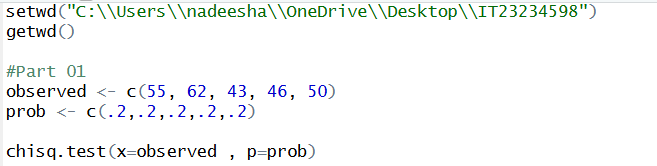 setwd("C:\\Users\\nadeesha\\OneDrive\\Desktop\\IT23234598")
getwd()
#Part 01
observed <- c(55, 62, 43, 46, 50)
prob <- c(.2,.2,.2,.2,.2)
chisq.test(x=observed , p=prob)